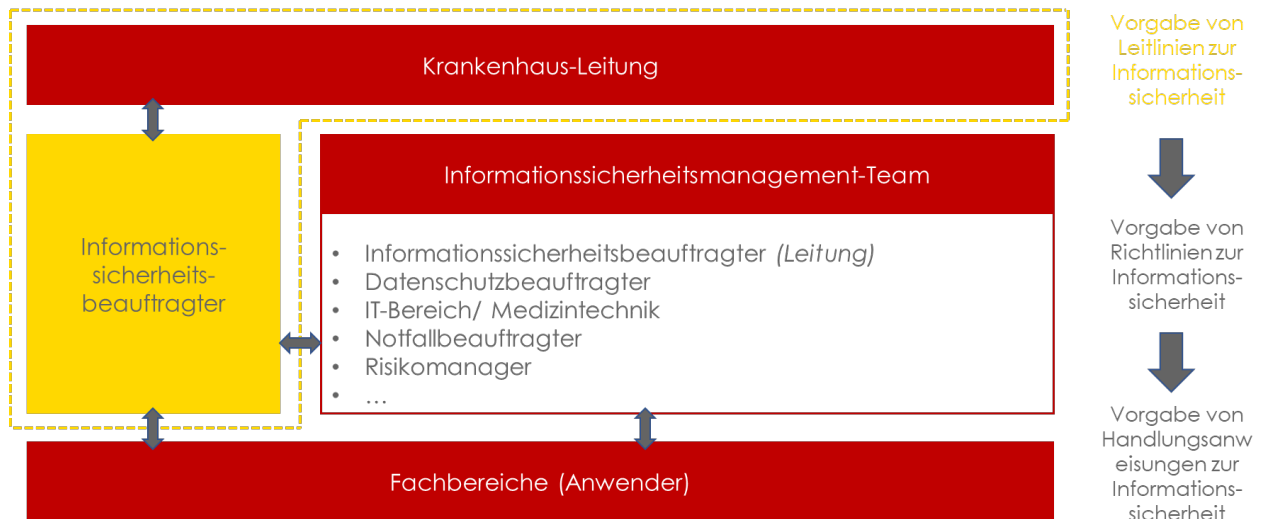 Krankenhaus-Leitung
Informations-
sicherheits-
beauftragter
Informationssicherheitsmanagement-Team
• Informationssicherheitsbeauftragter (Leitung)
• Datenschutzbeauftragter
• IT-Bereich/ Medizintechnik
• Notfallbeauftragter
• Risikomanager
• …
Fachbereiche (Anwender)
Vorgabe von
Leitlinien zur
Informations-
sicherheit
Vorgabe von
Richtlinien zur
Informations-
sicherheit
Vorgabe von
Handlungsanw
eisungen zur
Informations-
sicherheit